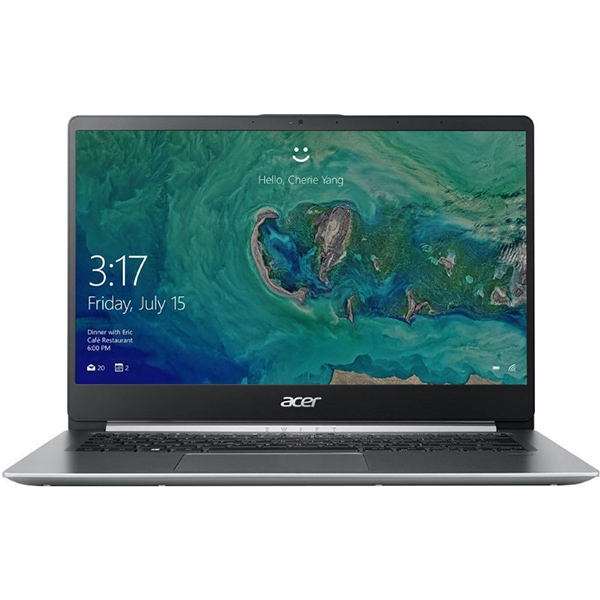 Hello, Cherie Yang
3:17
Friday, July 15
Dinner with Eric
Café Restaurant
6:00 PM
20
2
acer
SWIFT